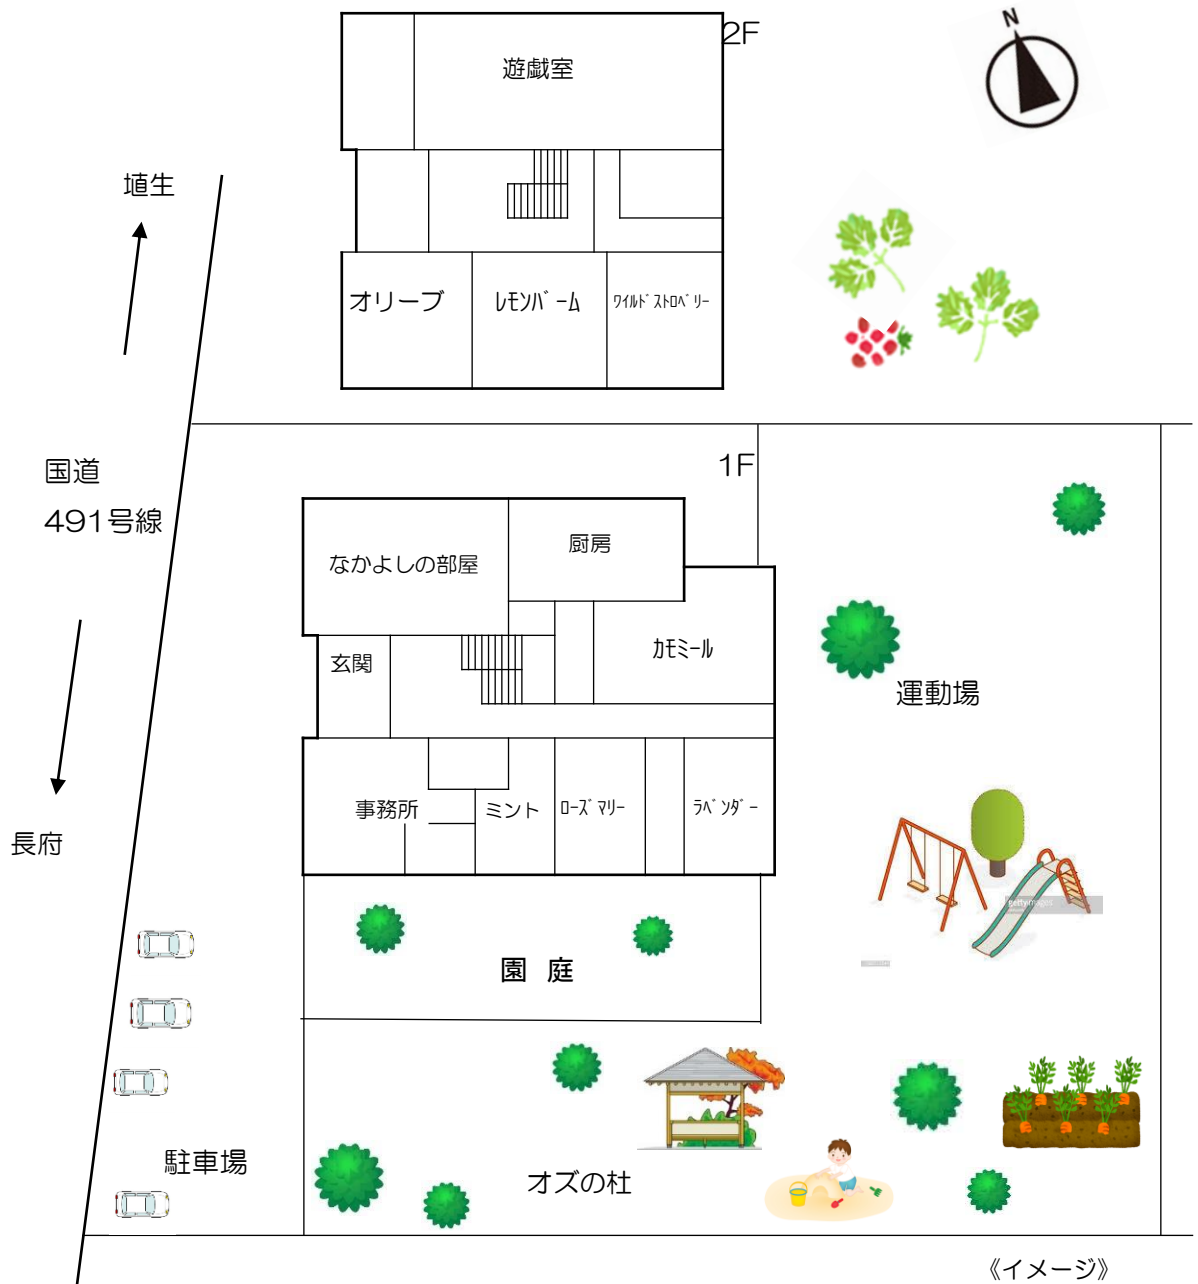 2F
N
遊戯室
埴生
オリーブ
ﾚﾓﾝﾊﾞｰﾑ
ﾜｲﾙﾄﾞｽﾄﾛﾍﾞﾘｰ
国道
491号線
1F
なかよしの部屋
厨房
玄関
ｶﾓﾐｰﾙ
運動場
事務所
ミント
ﾛｰｽﾞﾏﾘｰ
ﾗﾍﾞﾝﾀﾞｰ
長府
gettyimages
園 庭
駐車場
オズの杜
《イメージ》